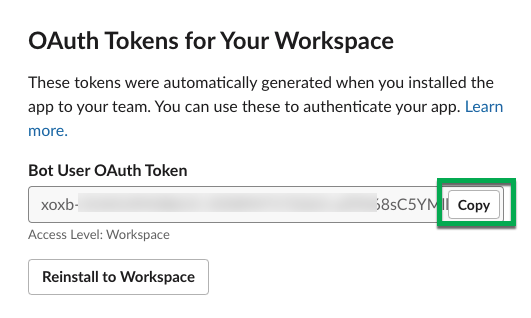 OAuth Tokens for Your Workspace
These tokens were automatically generated when you installed the
app to your team. You can use these to authenticate your app. Learn
more.
Bot User OAuth Token
xoxb- 68sC5YM Copy
Access Level: Workspace
Reinstall to Workspace